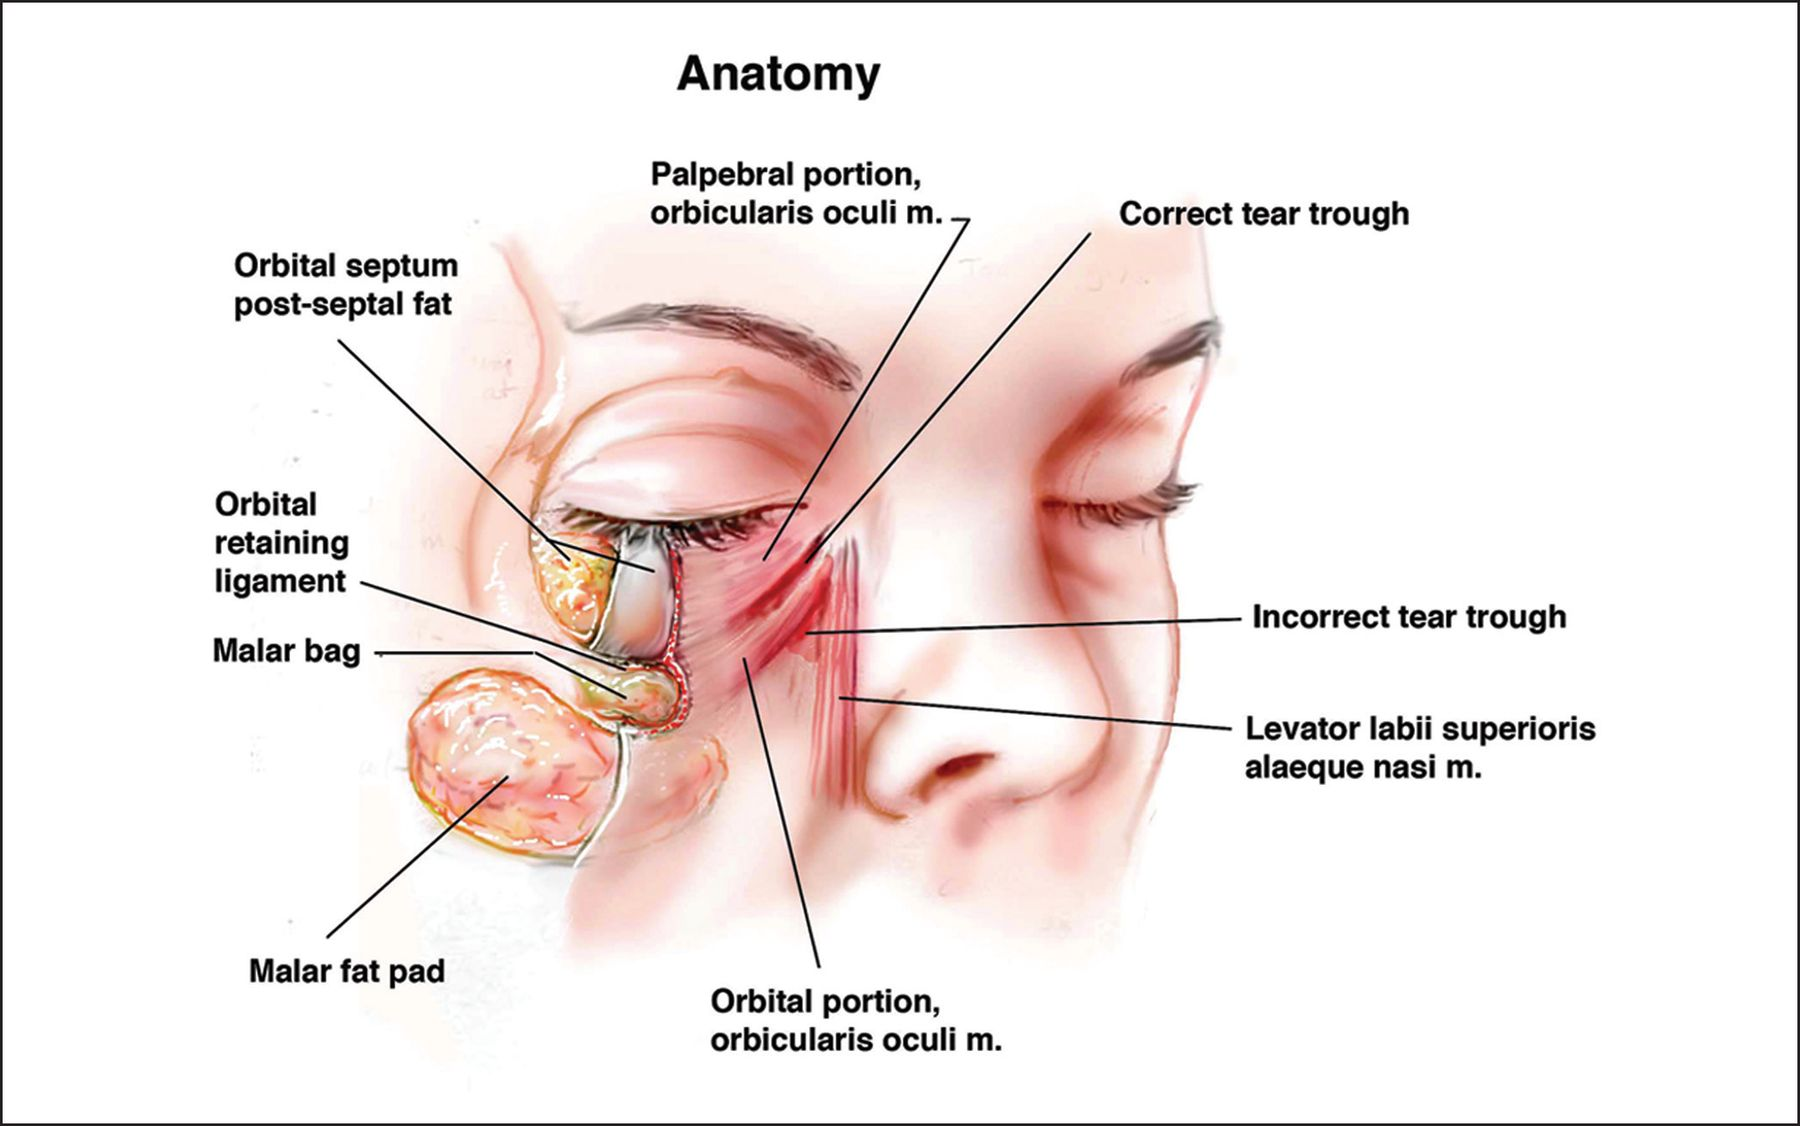 Anatomy
Palpebral portion,
orbicularis oculi m.
Correct tear trough
Orbital septum
post-septal fat
Orbital
retaining
ligament
Malar bag
Incorrect tear trough
Levator labii superioris
alaeque nasi m.
Malar fat pad
Orbital portion,
orbicularis oculi m.